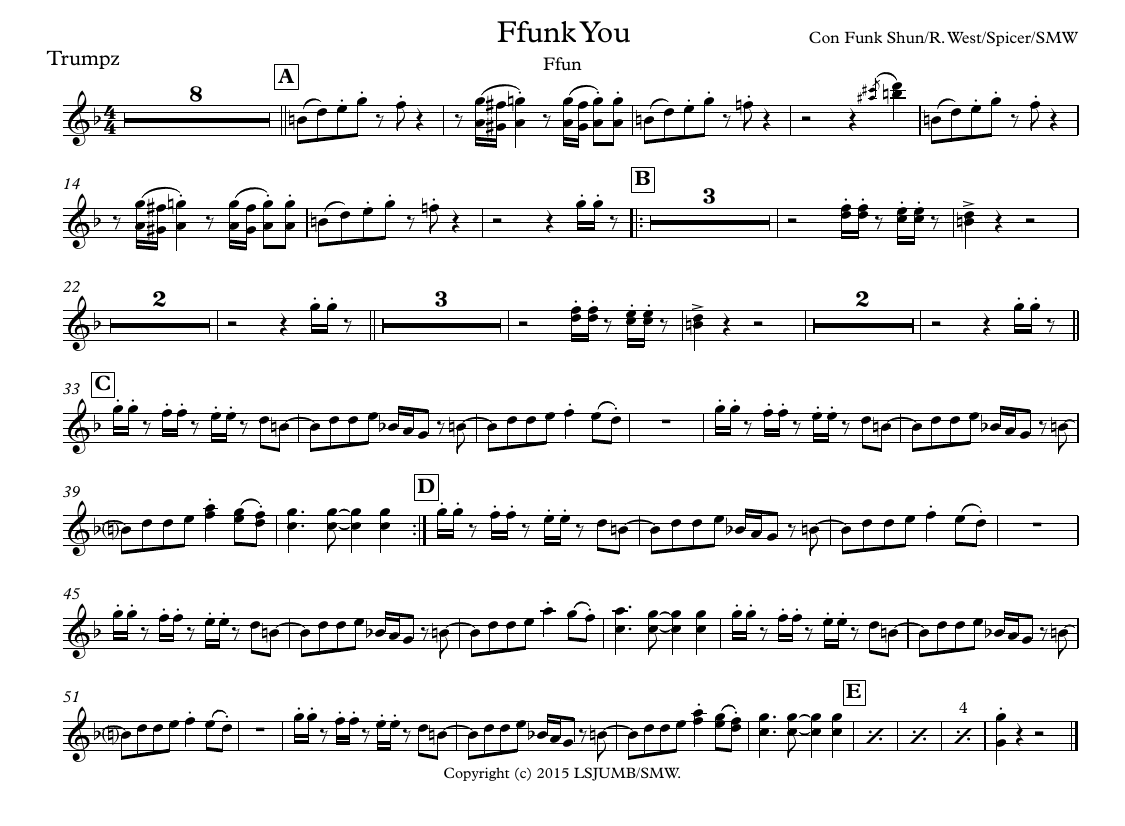 Ffunk You
Trumpz
Con Funk Shun/R. West/Spicer/SMW
Ffun
8
A
14
B
3
22
2
3
2
33
C
39
D
45
51
E
4
Copyright (c) 2015 LSJUMB/SMW.